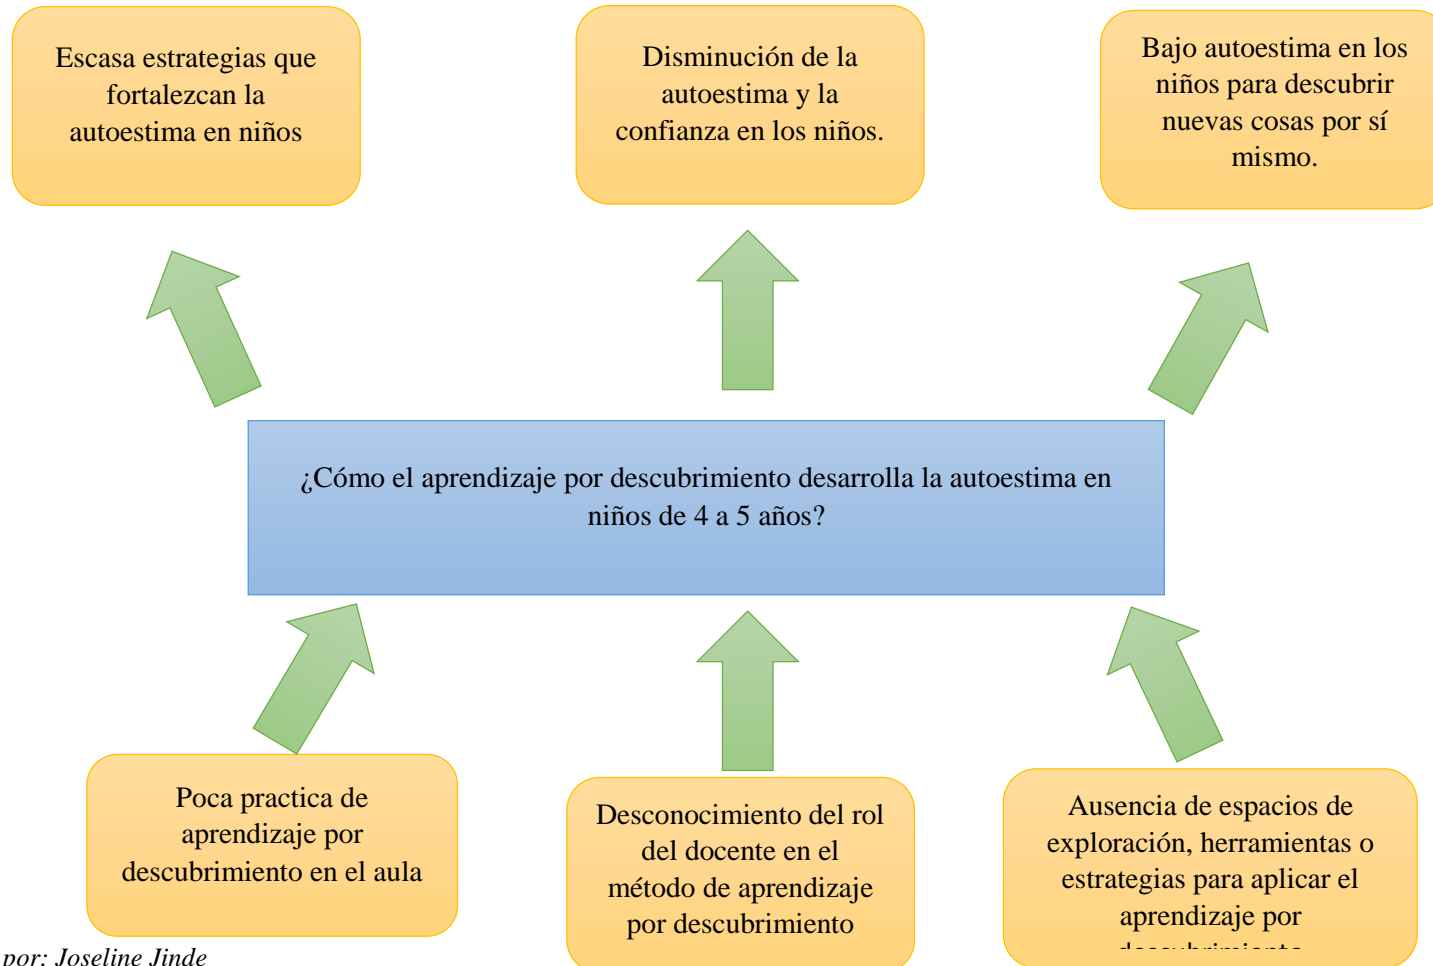 Escasa estrategias que
fortalezcan la
autoestima en niños
Disminución de la
autoestima y la
confianza en los niños.
Bajo autoestima en los
niños para descubrir
nuevas cosas por sí
mismo.
¿Cómo el aprendizaje por descubrimiento desarrolla la autoestima en
niños de 4 a 5 años?
Poca practica de
aprendizaje por
descubrimiento en el aula
Desconocimiento del rol
del docente en el
método de aprendizaje
por descubrimiento
Ausencia de espacios de
exploración, herramientas o
estrategias para aplicar el
aprendizaje por
por: Joseline Jinde